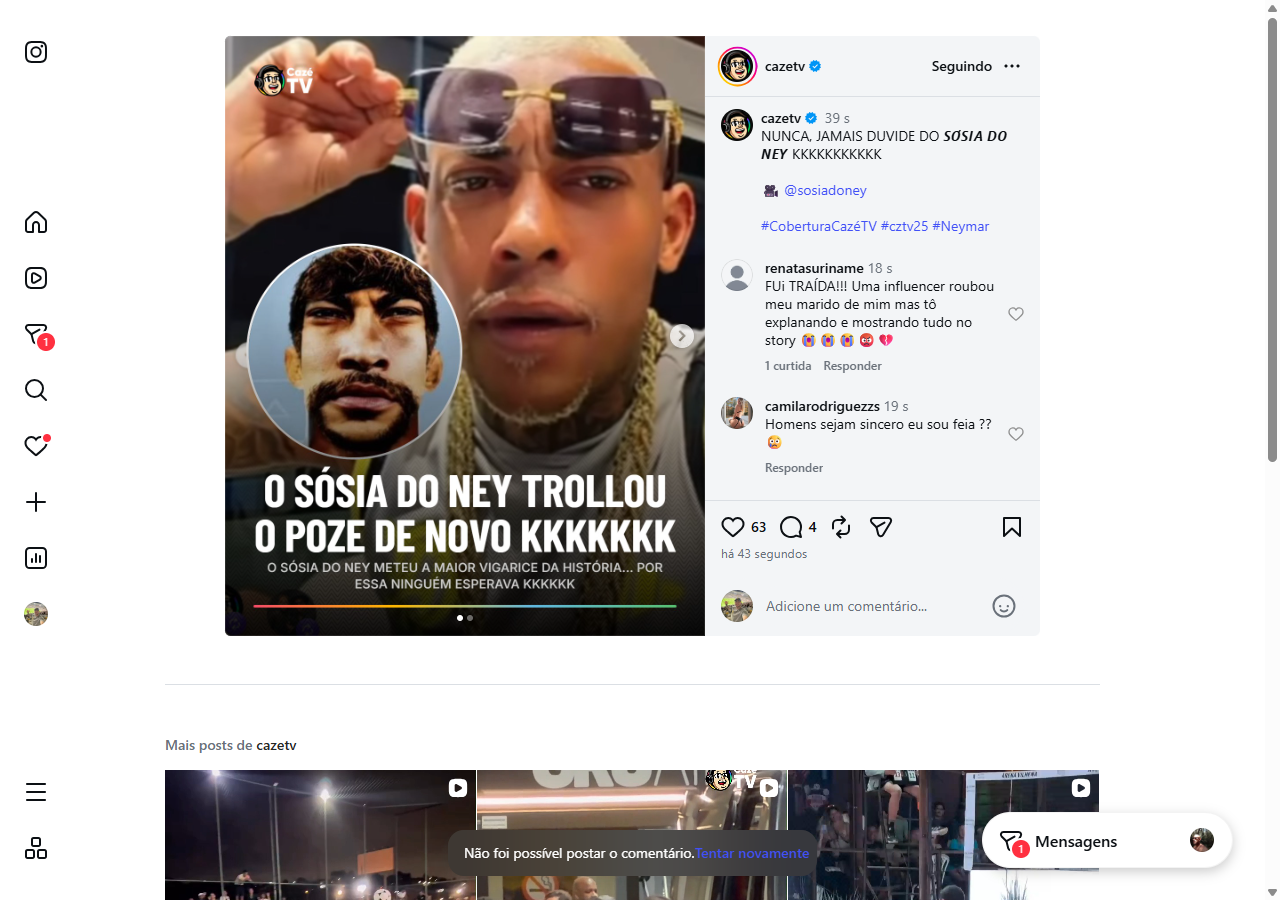 Cazé
TV
cazetv
Seguindo
cazetv 39 s
NUNCA, JAMAIS DUVIDE DO SÓSIA DO
NEY KKKKKKKKKKK
@sosiadoney
#CoberturaCazéTV #cztv25 #Neymar
renatasuriname 18 s
FUi TRAÍDA!!! Uma influencer roubou
meu marido de mim mas tô
explanando e mostrando tudo no
story 😭 😭 😭 😡 💔
1 curtida Responder
camilarodriguezzs 19 s
Homens sejam sincero eu sou feia ??
😢
Responder
O SÓSIA DO NEY TROLLOU
O POZE DE NOVO KKKKKKK
O SÓSIA DO NEY METEU A MAIOR VIGARICE DA HISTÓRIA... POR
ESSA NINGUÉM ESPERAVA KKKKKK
63
4
há 43 segundos
Adicione um comentário...
1
Mais posts de cazetv
TV
ARENA VILHENA
Não foi possível postar o comentário.Tentar novamente
1
Mensagens